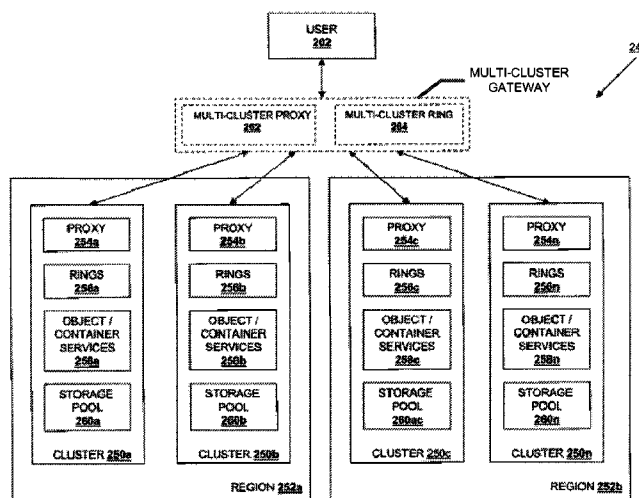 USER
202
24
MULTI-CLUSTER
GATEWAY
MULTI-CLUSTER PROXY
262
MULTI-CLUSTER RING
264
PROXY
254a
RINGS
256a
OBJECT /
CONTAINER
SERVICES
258a
STORAGE
POOL
260a
CLUSTER 250a
PROXY
254b
RINGS
256b
OBJECT /
CONTAINER
SERVICES
258b
STORAGE
POOL
260b
CLUSTER 250b
REGION 252a
PROXY
254c
RINGS
256c
OBJECT /
CONTAINER
SERVICES
258c
STORAGE
POOL
260ac
CLUSTER 250c
PROXY
254n
RINGS
256n
OBJECT /
CONTAINER
SERVICES
258n
STORAGE
POOL
260n
CLUSTER 250n
REGION 252b